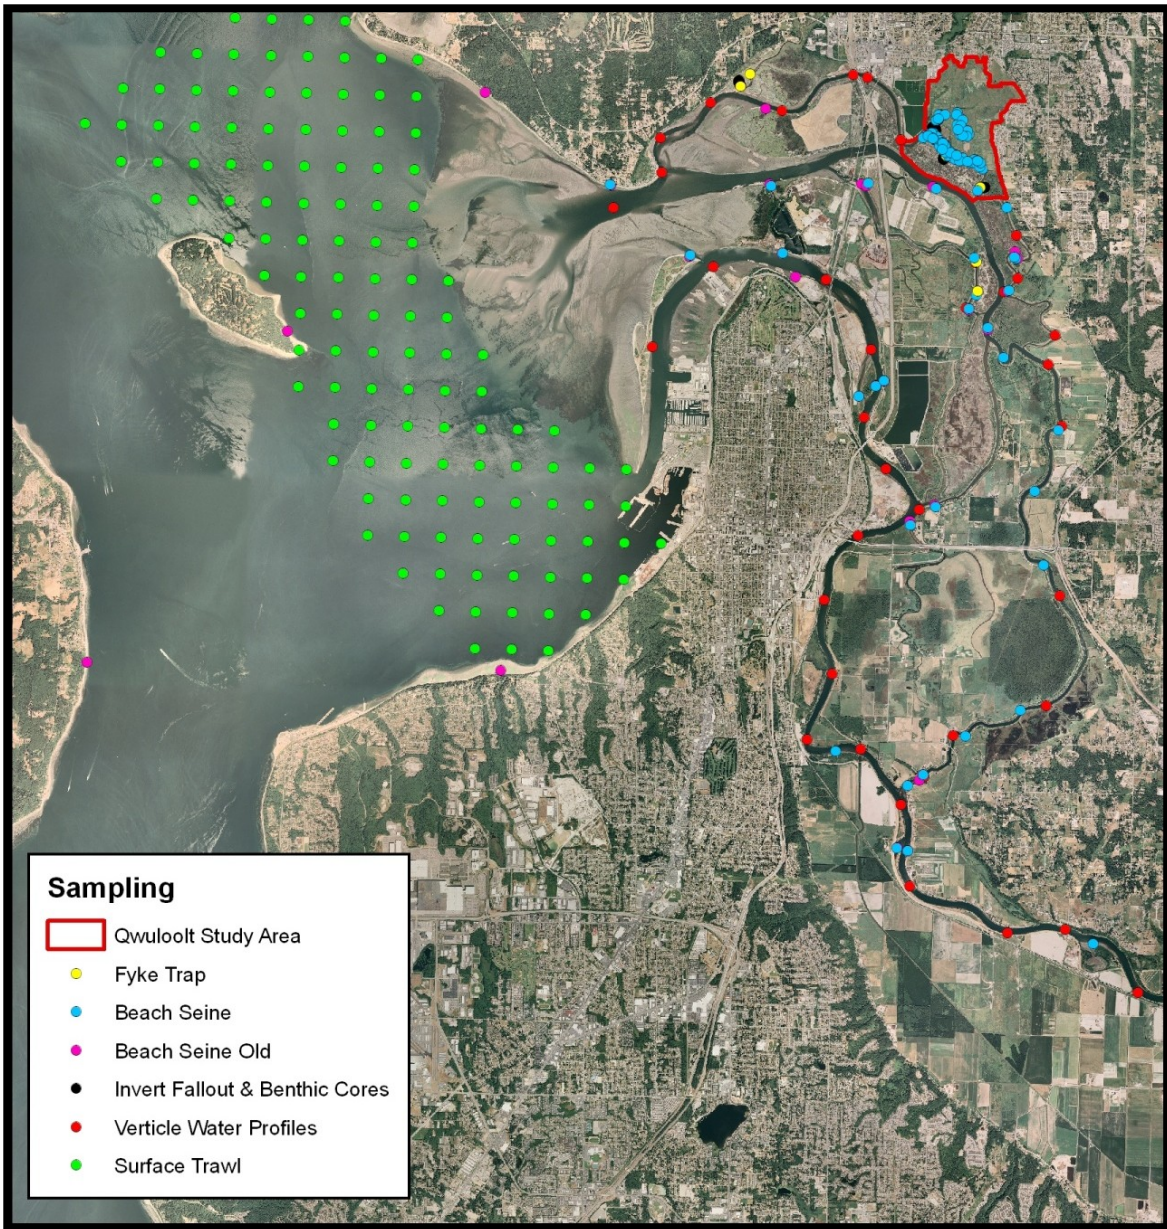 Sampling
Qwuloolt Study Area
Fyke Trap
Beach Seine
Beach Seine Old
Invert Fallout & Benthic Cores
Verticle Water Profiles
Surface Trawl